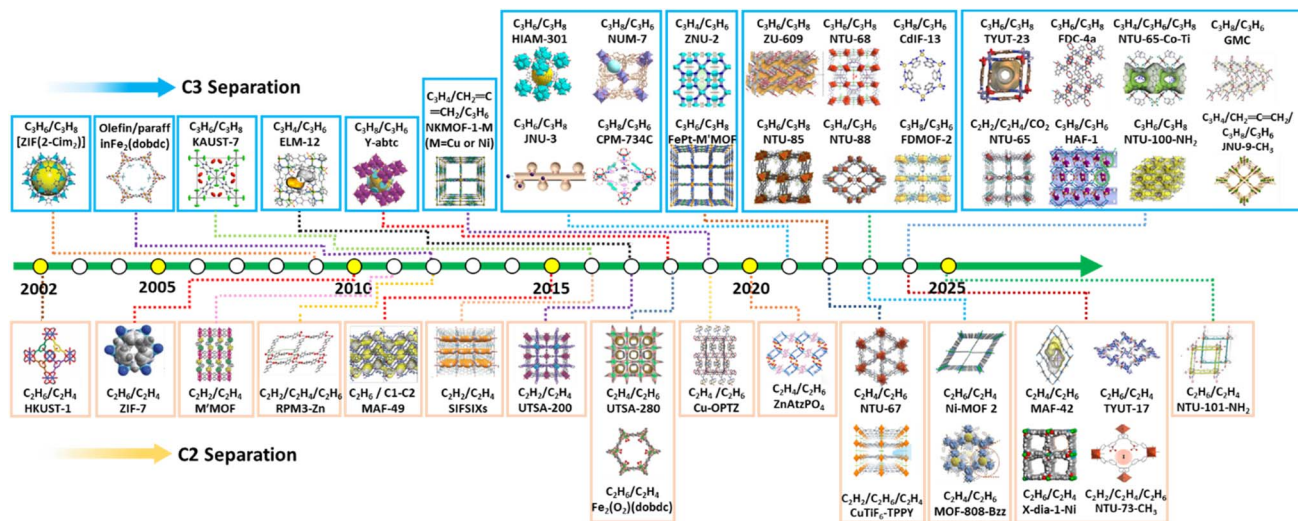 C3 Separation
C₃H₆/C₃H₈
[ZIF(2-Cim₂)]
Olefin/paraff
inFe₂(dobdc)
C₃H₆/C₃H₈
KAUST-7
C₃H₄/C₃H₆
ELM-12
C₃H₈/C₃H₆
Y-abtc
C₃H₄/CH₂=C
=CH₂/C₃H₆
NKMOF-1-M
(M=Cu or Ni)
C₃H₆/C₃H₈
HIAM-301
C₃H₈/C₃H₆
NUM-7
C₃H₆/C₃H₈
JNU-3
C₃H₈/C₃H₆
CPM-734C
C₃H₄/C₃H₆
ZNU-2
C₃H₈/C₃H₆
FePt-M'MOF
C₃H₆/C₃H₈
ZU-609
C₃H₆/C₃H₈
NTU-68
C₃H₈/C₃H₆
CdIF-13
C₃H₆/C₃H₈
NTU-85
C₃H₆/C₃H₈
NTU-88
C₃H₈/C₃H₆
FDMOF-2
C₃H₆/C₃H₈
TYUT-23
C₃H₆/C₃H₈
FDC-4a
C₃H₄/C₃H₆/C₃H₈
NTU-65-Co-Ti
C₃H₈/C₃H₆
GMC
C₂H₂/C₂H₄/CO₂
NTU-65
C₃H₈/C₃H₆
HAF-1
C₃H₆/C₃H₈
NTU-100-NH₂
C₃H₄/CH₂=C=CH₂/
C₃H₈/C₃H₆
JNU-9-CH₃
2002
2005
2010
2015
2020
2025
C₂H₆/C₂H₄
HKUST-1
C₂H₆/C₂H₄
ZIF-7
C₂H₂/C₂H₄
M'MOF
C₂H₂/C₂H₄/C₂H₆
RPM3-Zn
C₂H₆ / C1-C2
MAF-49
C₂H₂/C₂H₄
SIFSIXs
C₂H₂/C₂H₄
UTSA-200
C₂H₄/C₂H₆
UTSA-280
C₂H₆/C₂H₄
Fe₂(O₂)(dobdc)
C₂H₄ /C₂H₆
Cu-OPTZ
C₂H₄/C₂H₆
ZnAtzPO₄
C₂H₄/C₂H₆
NTU-67
C₂H₂/C₂H₆/C₂H₄
CuTiF₆-TPPY
C₂H₆/C₂H₄
Ni-MOF 2
C₂H₄/C₂H₆
MOF-808-Bzz
C₂H₆/C₂H₄
MAF-42
C₂H₆/C₂H₄
TYUT-17
C₂H₆/C₂H₄
X-dia-1-Ni
C₂H₂/C₂H₄/C₂H₆
NTU-73-CH₃
C₂H₆/C₂H₄
NTU-101-NH₂
C2 Separation